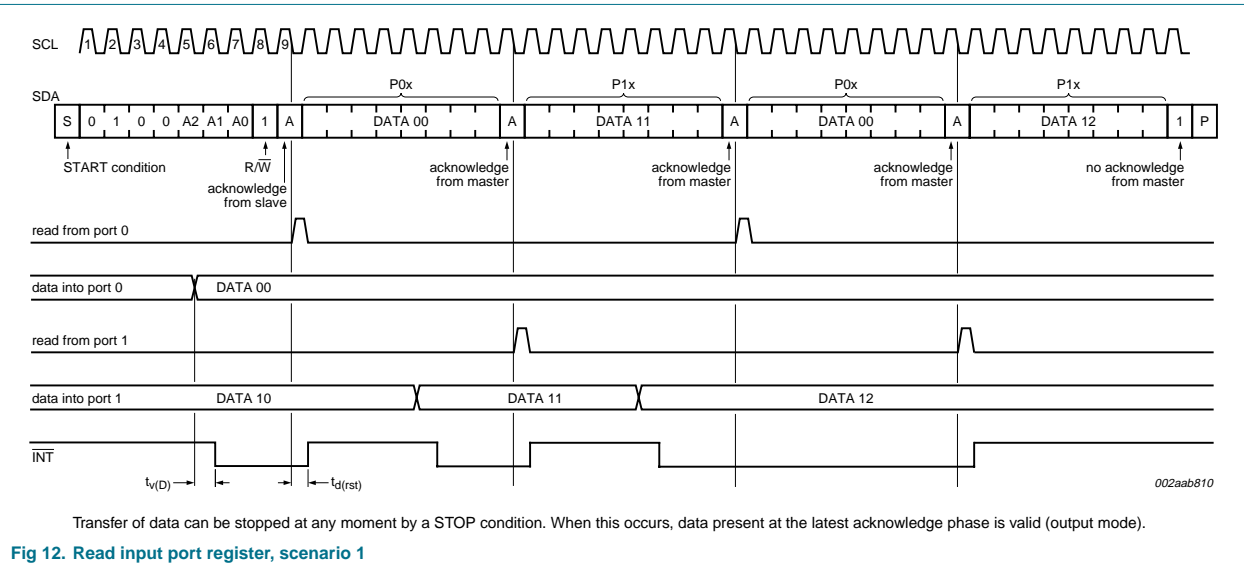 SCL 1 2 3 4 5 6 7 8 9
P0x P1x P0x P1x
SDA
S 0 1 0 0 A2 A1 A0 1 A DATA 00 A DATA 11 A DATA 00 A DATA 12 1 P
START condition R/W acknowledge acknowledge acknowledge no acknowledge
from master from master from master from master
acknowledge
from slave
read from port 0
data into port 0 DATA 00
read from port 1
data into port 1 DATA 10 DATA 11 DATA 12
INT
tv(D) td(rst)
002aab810
Transfer of data can be stopped at any moment by a STOP condition. When this occurs, data present at the latest acknowledge phase is valid (output mode).
Fig 12. Read input port register, scenario 1